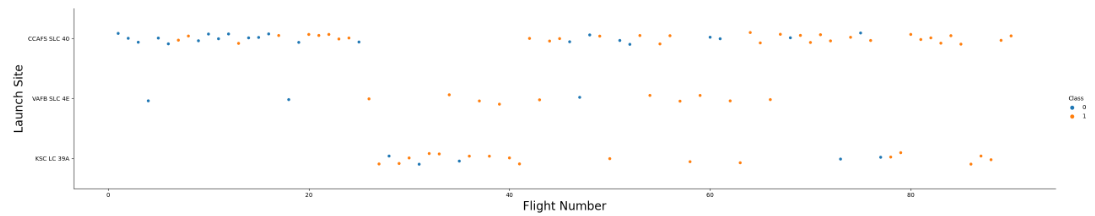 CCAFS SLC 40
VAFB SLC 4E
KSC LC 39A
Launch Site
0
20
40
60
80
Flight Number
Class
0
1